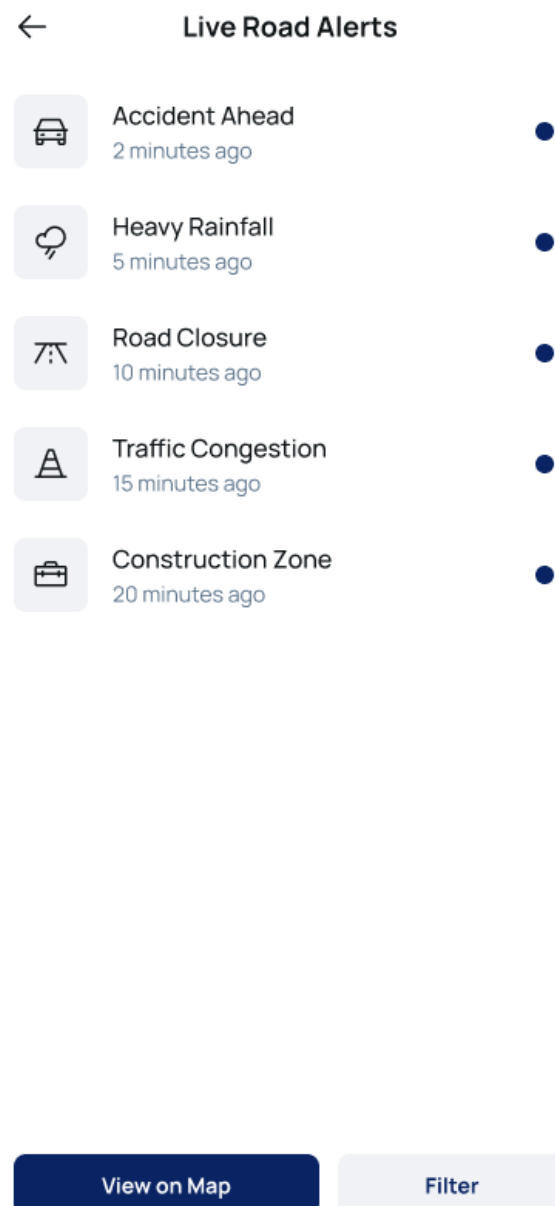 Live Road Alerts
Accident Ahead
2 minutes ago
Heavy Rainfall
5 minutes ago
Road Closure
10 minutes ago
Traffic Congestion
15 minutes ago
Construction Zone
20 minutes ago
View on Map
Filter